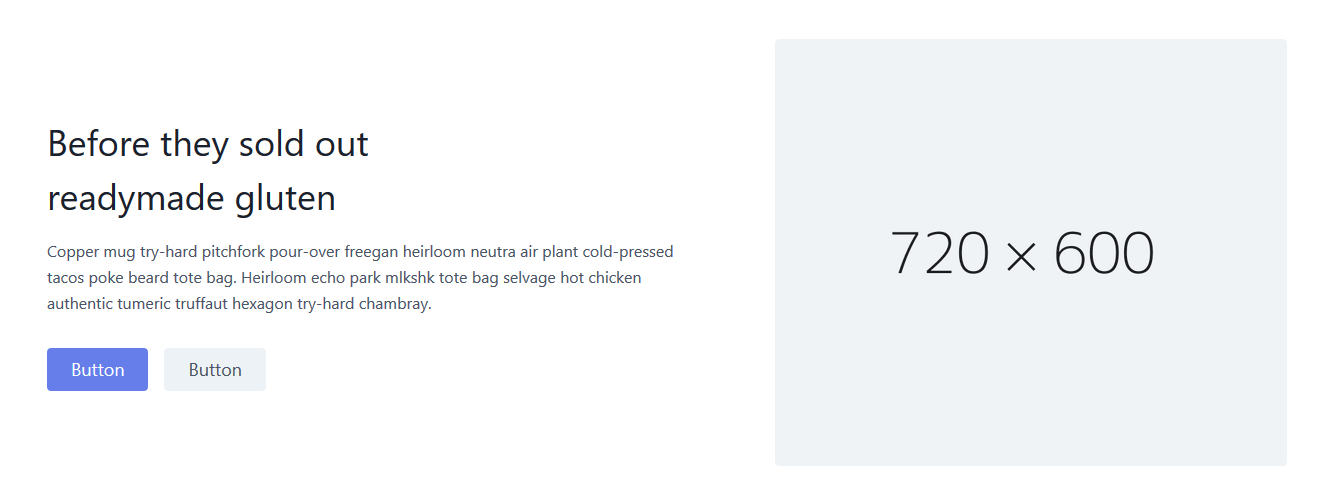 Before they sold out
readymade gluten
Copper mug try-hard pitchfork pour-over freegan heirloom neutra air plant cold-pressed
tacos poke beard tote bag. Heirloom echo park mlkshk tote bag selvage hot chicken
authentic tumeric truffaut hexagon try-hard chambray.
Button Button
720 × 600